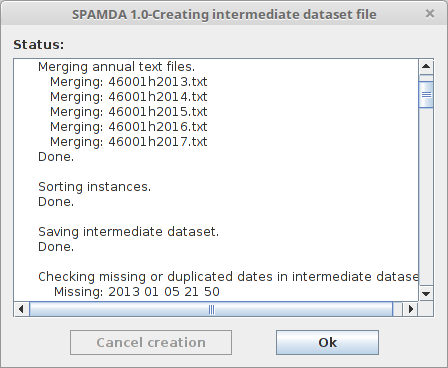 SPAMDA 1.0-Creating intermediate dataset file
Status:
Merging annual text files.
Merging: 46001h2013.txt
Merging: 46001h2014.txt
Merging: 46001h2015.txt
Merging: 46001h2016.txt
Merging: 46001h2017.txt
Done.
Sorting instances.
Done.
Saving intermediate dataset.
Done.
Checking missing or duplicated dates in intermediate datase
Missing: 2013 01 05 21 50
Cancel creation
Ok